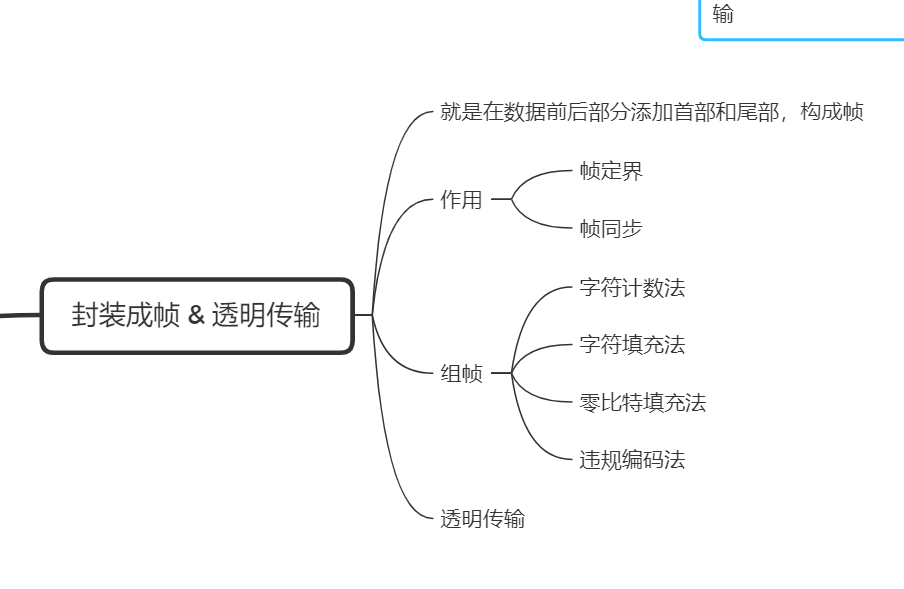 输
就是在数据前后部分添加首部和尾部，构成帧
作用
帧定界
帧同步
封装成帧 & 透明传输
组帧
字符计数法
字符填充法
零比特填充法
违规编码法
透明传输